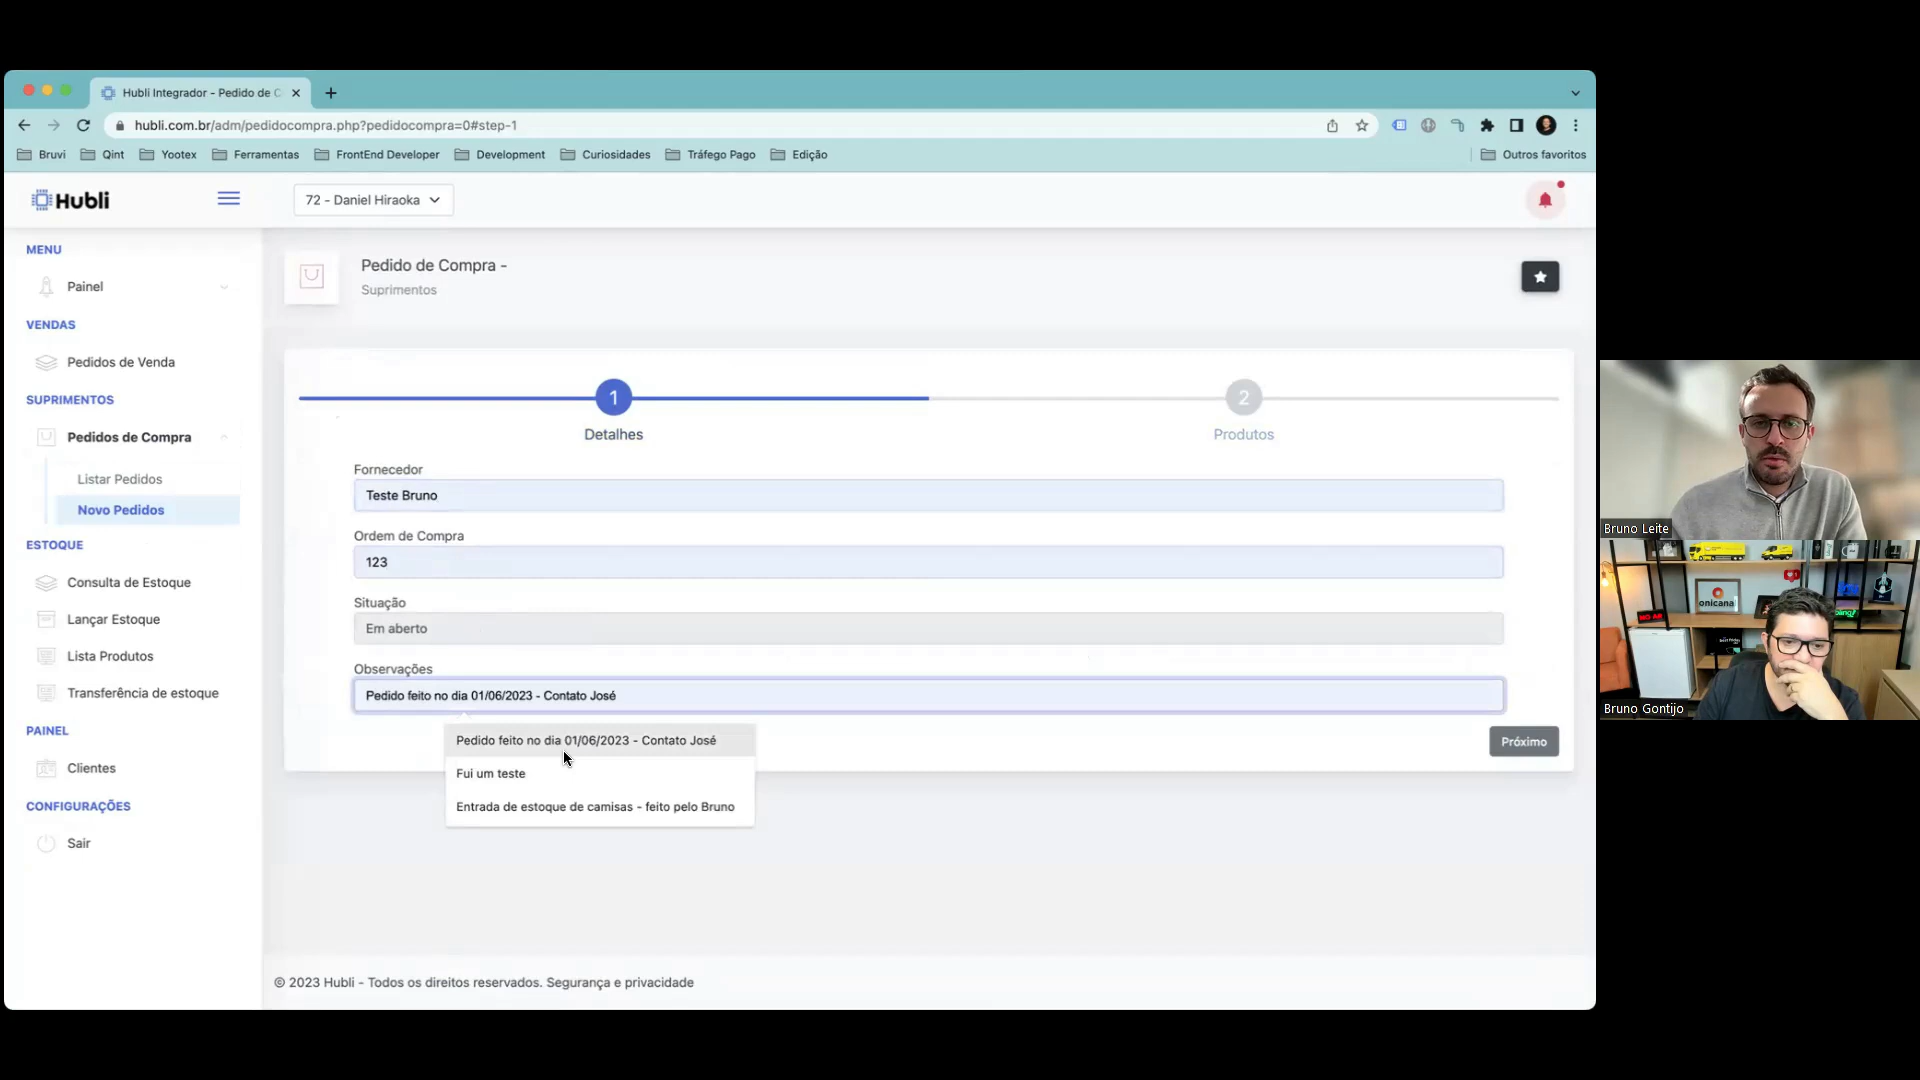 Hubli Integrador - Pedido de C
hubli.com.br/adm/pedidocompra.php?pedidocompra=0#step-1
Bruvi
Qint
Yootex
Ferramentas
FrontEnd Developer
Development
Curiosidades
Tráfego Pago
Edição
Outros favoritos
Hubli
72 - Daniel Hiraoka
MENU
Painel
VENDAS
Pedidos de Venda
SUPRIMENTOS
Pedidos de Compra
Listar Pedidos
Novo Pedidos
ESTOQUE
Consulta de Estoque
Lançar Estoque
Lista Produtos
Transferência de estoque
PAINEL
Clientes
CONFIGURAÇÕES
Sair
Pedido de Compra -
Suprimentos
1
Detalhes
2
Produtos
Fornecedor
Teste Bruno
Ordem de Compra
123
Situação
Em aberto
Observações
Pedido feito no dia 01/06/2023 - Contato José
Pedido feito no dia 01/06/2023 - Contato José
Fui um teste
Entrada de estoque de camisas - feito pelo Bruno
Próximo
© 2023 Hubli - Todos os direitos reservados. Segurança e privacidade
Bruno Leite
onicana
Bruno Gontijo